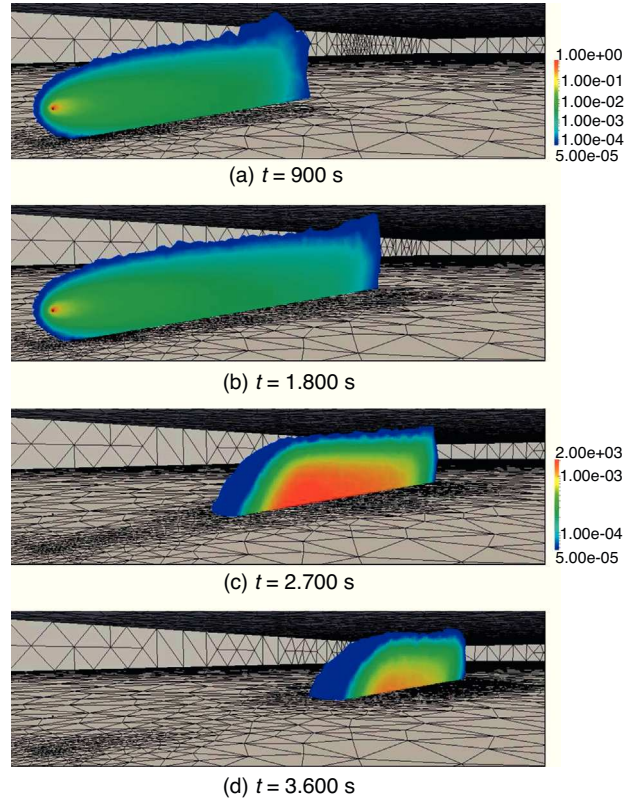 1.00e+00
1.00e-01
1.00e-02
1.00e-03
1.00e-04
5.00e-05
(a) t = 900 s
(b) t = 1.800 s
2.00e+03
1.00e-03
1.00e-04
5.00e-05
(c) t = 2.700 s
(d) t = 3.600 s